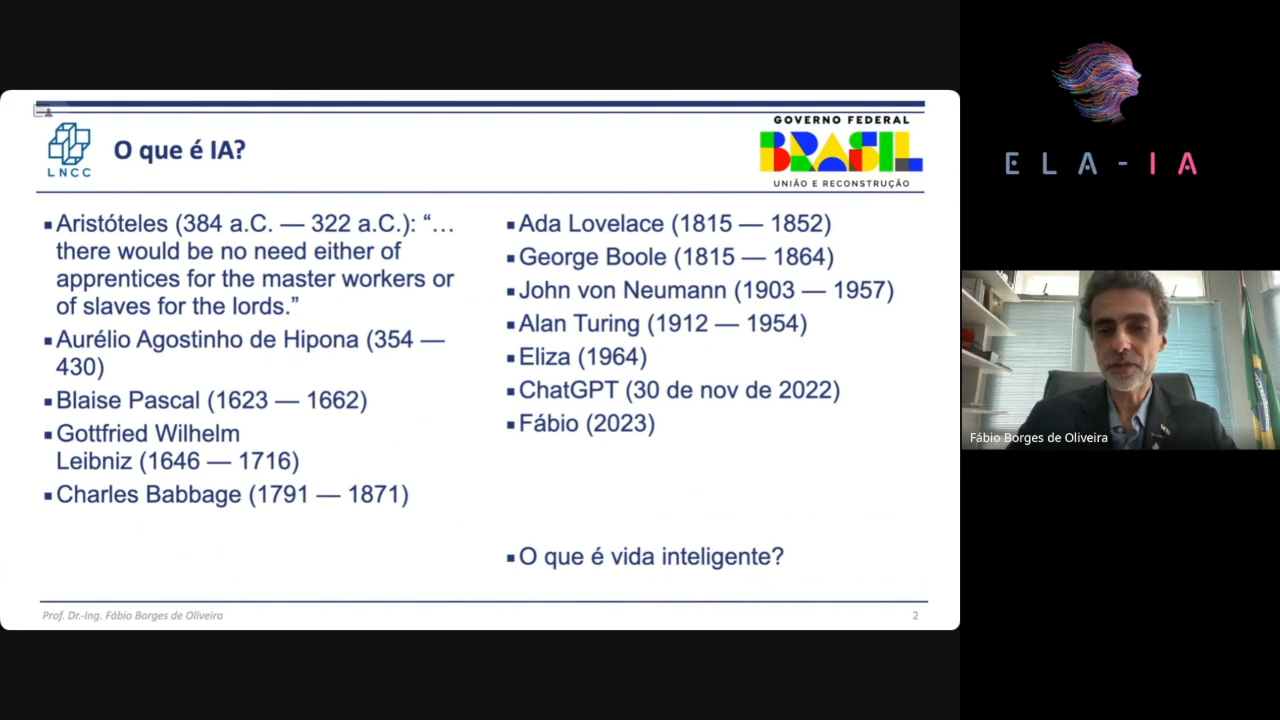 LNCC
O que é IA?
GOVERNO FEDERAL
BRASIL
UNIÃO E RECONSTRUÇÃO
Aristóteles (384 a.C. — 322 a.C.): “…
there would be no need either of
apprentices for the master workers or
of slaves for the lords.”
Aurélio Agostinho de Hipona (354 —
430)
Blaise Pascal (1623 — 1662)
Gottfried Wilhelm
Leibniz (1646 — 1716)
Charles Babbage (1791 — 1871)
Ada Lovelace (1815 — 1852)
George Boole (1815 — 1864)
John von Neumann (1903 — 1957)
Alan Turing (1912 — 1954)
Eliza (1964)
ChatGPT (30 de nov de 2022)
Fábio (2023)
O que é vida inteligente?
Prof. Dr.-Ing. Fábio Borges de Oliveira
2
ELA-IA
Fábio Borges de Oliveira